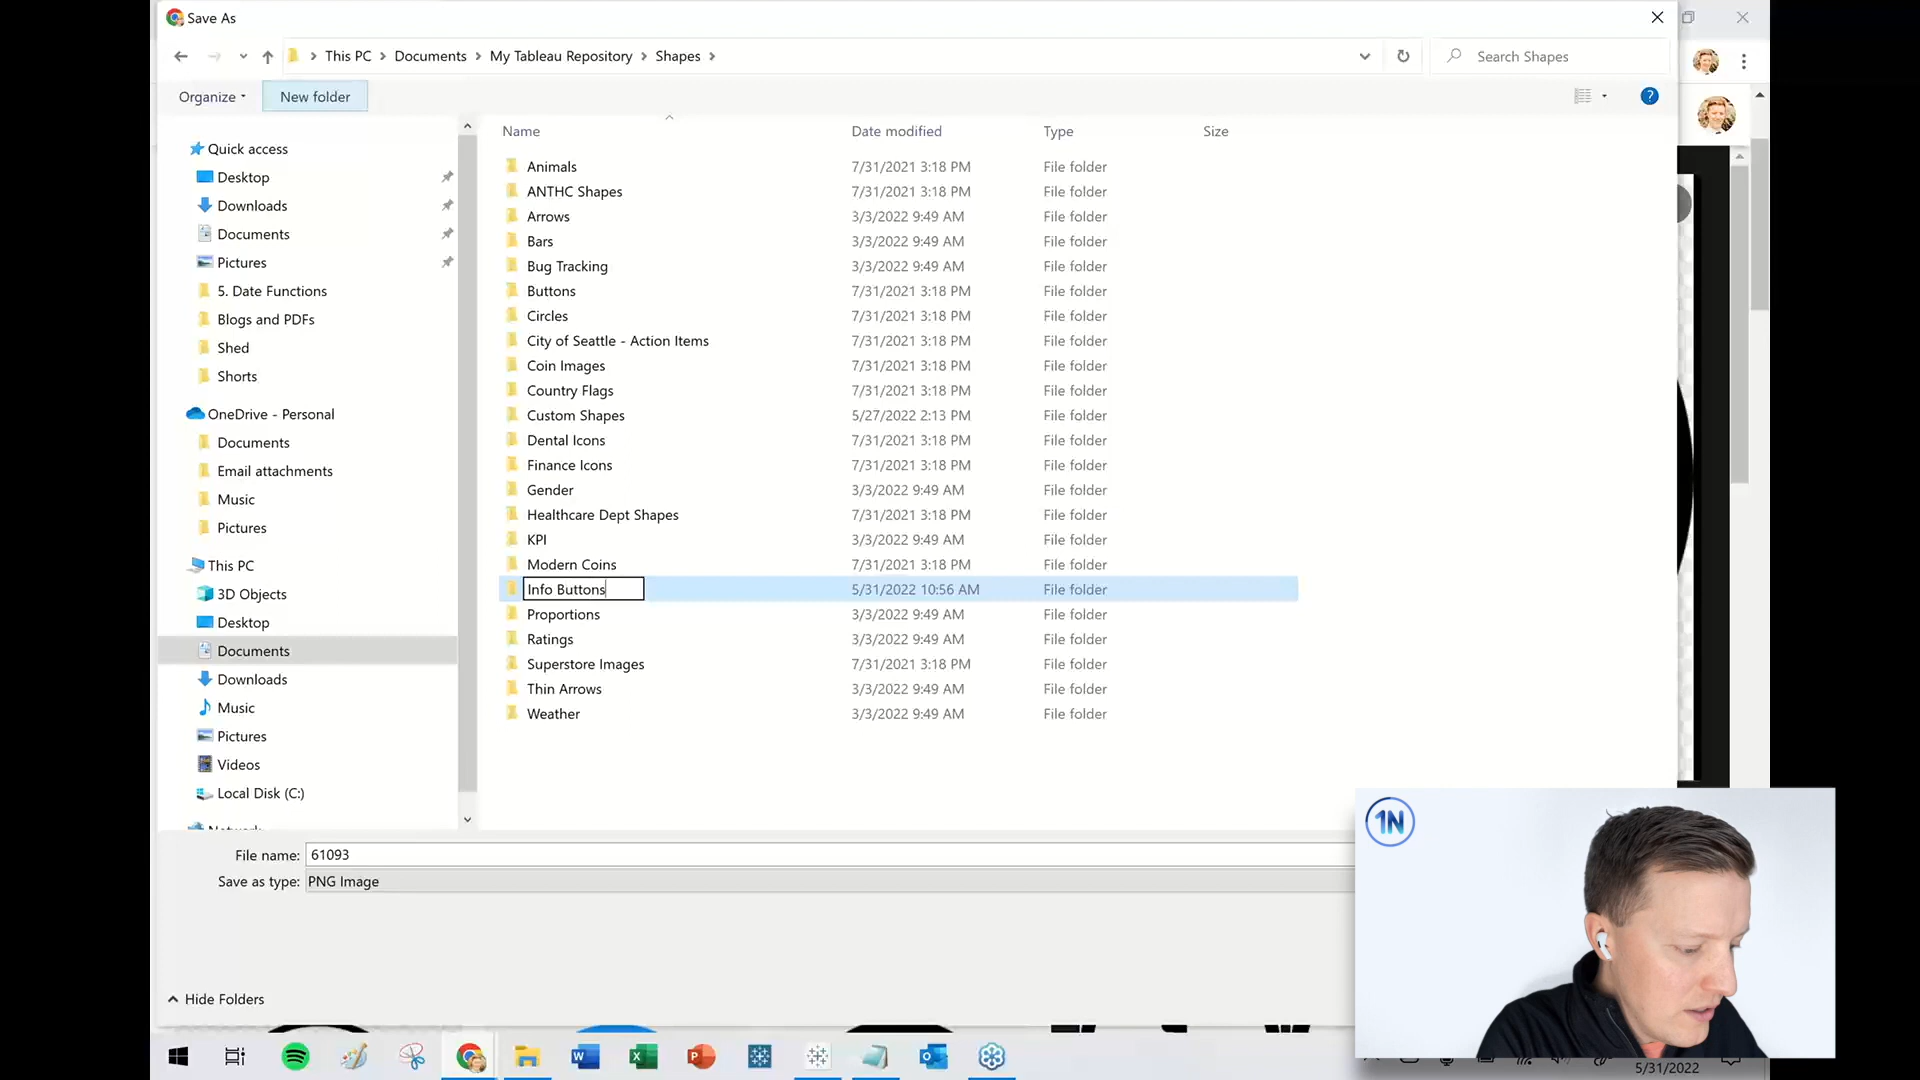 Save As
This PC > Documents > My Tableau Repository > Shapes >
Search Shapes
Organize
New folder
?
Name
Date modified
Type
Size
Quick access
Desktop
Downloads
Documents
Pictures
5. Date Functions
Blogs and PDFs
Shed
Shorts
OneDrive - Personal
Documents
Email attachments
Music
Pictures
This PC
3D Objects
Desktop
Documents
Downloads
Music
Pictures
Videos
Local Disk (C:)
Network
Animals 7/31/2021 3:18 PM File folder
ANTHC Shapes 7/31/2021 3:18 PM File folder
Arrows 3/3/2022 9:49 AM File folder
Bars 3/3/2022 9:49 AM File folder
Bug Tracking 3/3/2022 9:49 AM File folder
Buttons 7/31/2021 3:18 PM File folder
Circles 7/31/2021 3:18 PM File folder
City of Seattle - Action Items 7/31/2021 3:18 PM File folder
Coin Images 7/31/2021 3:18 PM File folder
Country Flags 7/31/2021 3:18 PM File folder
Custom Shapes 5/27/2022 2:13 PM File folder
Dental Icons 7/31/2021 3:18 PM File folder
Finance Icons 7/31/2021 3:18 PM File folder
Gender 3/3/2022 9:49 AM File folder
Healthcare Dept Shapes 7/31/2021 3:18 PM File folder
KPI 3/3/2022 9:49 AM File folder
Modern Coins 7/31/2021 3:18 PM File folder
Info Buttons 5/31/2022 10:56 AM File folder
Proportions 3/3/2022 9:49 AM File folder
Ratings 3/3/2022 9:49 AM File folder
Superstore Images 7/31/2021 3:18 PM File folder
Thin Arrows 3/3/2022 9:49 AM File folder
Weather 3/3/2022 9:49 AM File folder
File name: 61093
Save as type: PNG Image
Hide Folders
1N
5/31/2022